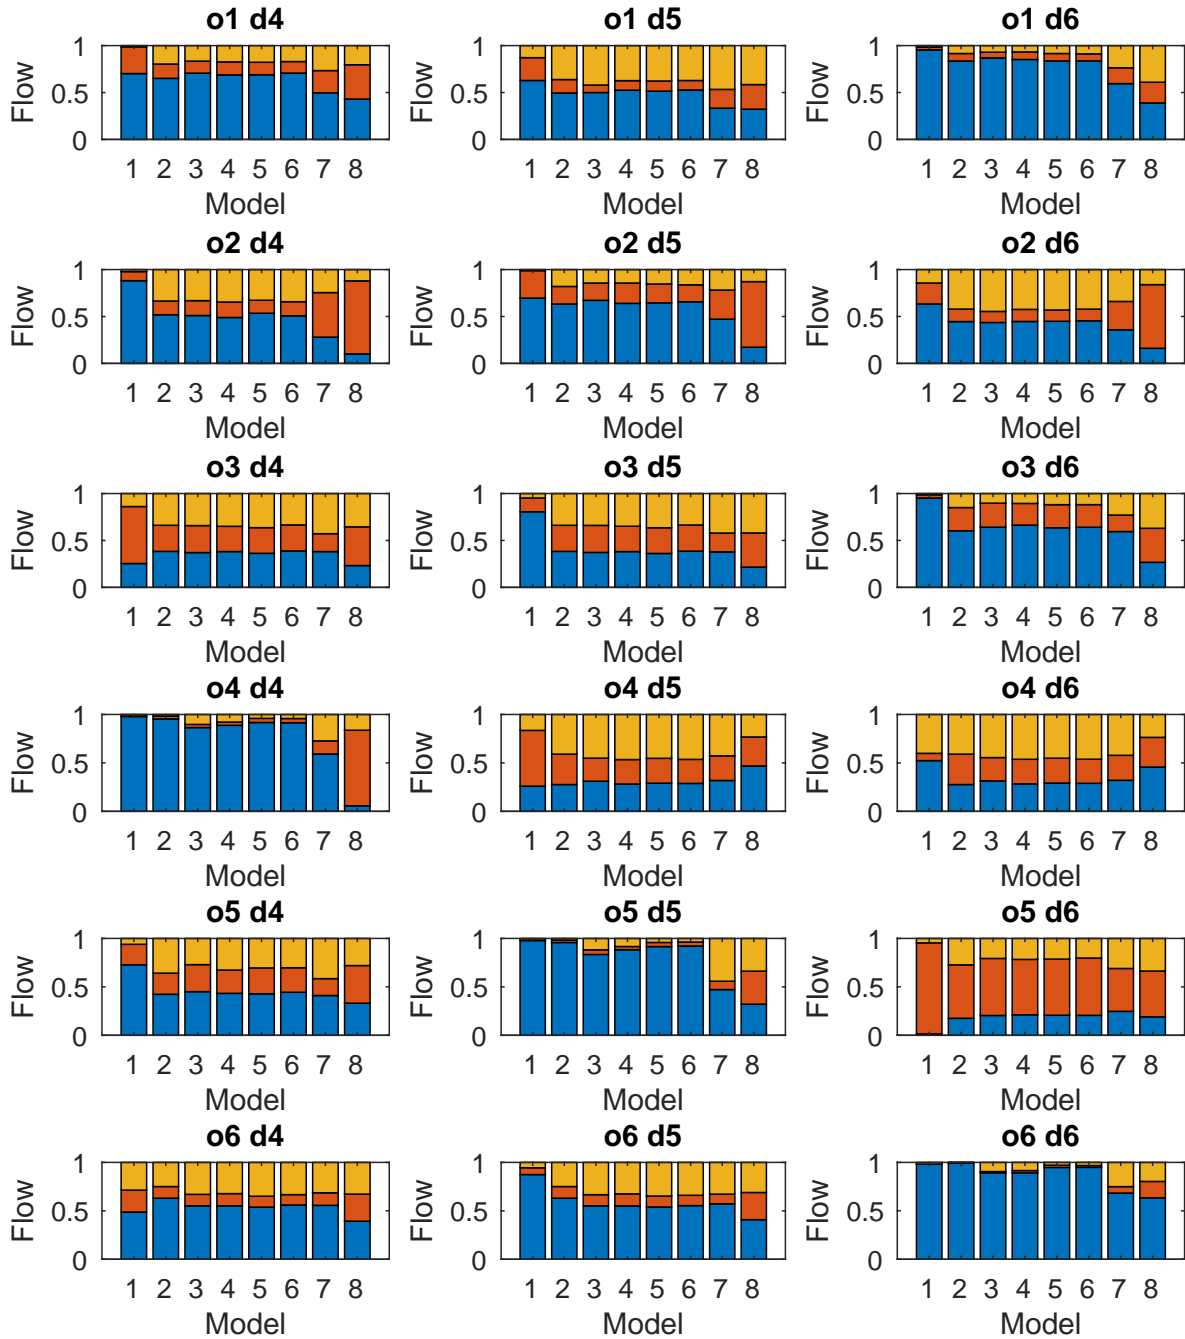 o1 d4 o1 d5 o1 d6
1 1 1
Flow 0.5 Flow 0.5 Flow 0.5
0 0 0
1 2 3 4 5 6 7 8 1 2 3 4 5 6 7 8 1 2 3 4 5 6 7 8
Model Model Model
o2 d4 o2 d5 o2 d6
1 1 1
Flow 0.5 Flow 0.5 Flow 0.5
0 0 0
1 2 3 4 5 6 7 8 1 2 3 4 5 6 7 8 1 2 3 4 5 6 7 8
Model Model Model
o3 d4 o3 d5 o3 d6
1 1 1
Flow 0.5 Flow 0.5 Flow 0.5
0 0 0
1 2 3 4 5 6 7 8 1 2 3 4 5 6 7 8 1 2 3 4 5 6 7 8
Model Model Model
o4 d4 o4 d5 o4 d6
1 1 1
Flow 0.5 Flow 0.5 Flow 0.5
0 0 0
1 2 3 4 5 6 7 8 1 2 3 4 5 6 7 8 1 2 3 4 5 6 7 8
Model Model Model
o5 d4 o5 d5 o5 d6
1 1 1
Flow 0.5 Flow 0.5 Flow 0.5
0 0 0
1 2 3 4 5 6 7 8 1 2 3 4 5 6 7 8 1 2 3 4 5 6 7 8
Model Model Model
o6 d4 o6 d5 o6 d6
1 1 1
Flow 0.5 Flow 0.5 Flow 0.5
0 0 0
1 2 3 4 5 6 7 8 1 2 3 4 5 6 7 8 1 2 3 4 5 6 7 8
Model Model Model